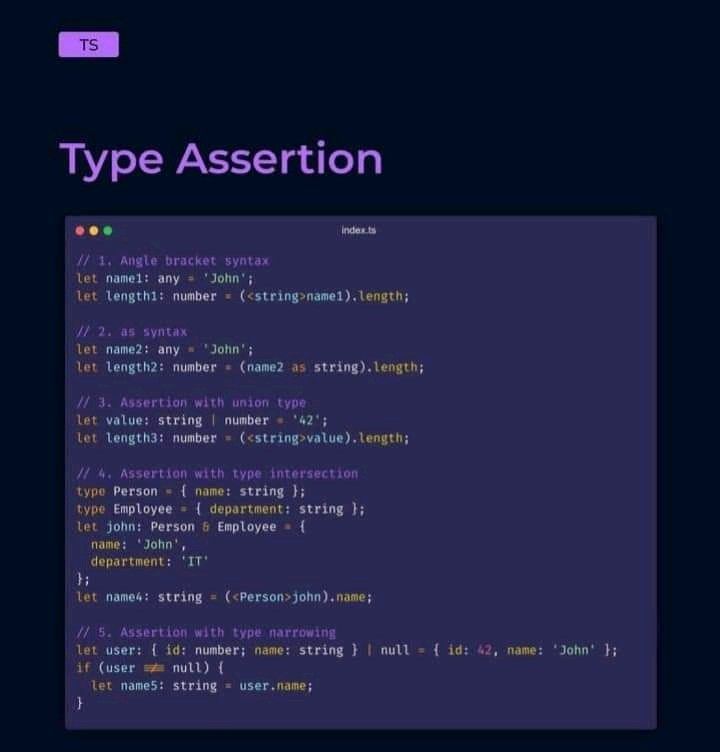 TS
Type Assertion
index.ts
// 1. Angle bracket syntax
let name1: any = 'John';
let length1: number = (<string>name1).length;
// 2. as syntax
let name2: any = 'John';
let length2: number = (name2 as string).length;
// 3. Assertion with union type
let value: string | number = '42';
let length3: number = (<string>value).length;
// 4. Assertion with type intersection
type Person = { name: string };
type Employee = { department: string };
let john: Person & Employee = {
  name: 'John',
  department: 'IT'
};
let name4: string = (<Person>john).name;
// 5. Assertion with type narrowing
let user: { id: number; name: string } | null = { id: 42, name: 'John' };
if (user !== null) {
  let name5: string = user.name;
}